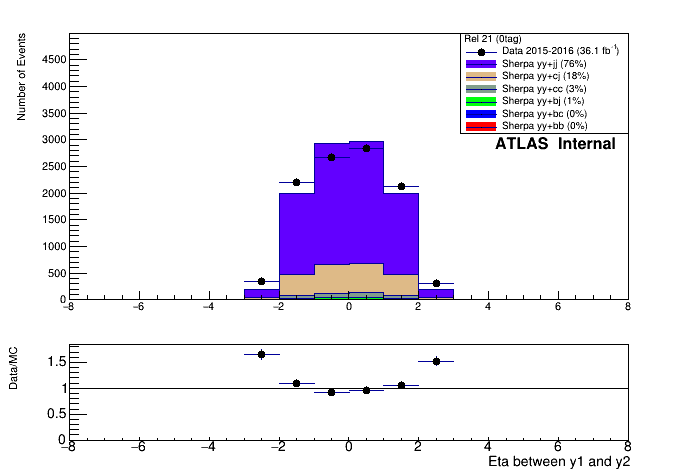 Number of Events
Rel 21 (0tag)
Data 2015-2016 (36.1 fb⁻¹)
Sherpa yy+jj (76%)
Sherpa yy+cj (18%)
Sherpa yy+cc (3%)
Sherpa yy+bj (1%)
Sherpa yy+bc (0%)
Sherpa yy+bb (0%)
ATLAS Internal
4500
4000
3500
3000
2500
2000
1500
1000
500
0
−8 −6 −4 −2 0 2 4 6 8
Data/MC
1.5
1
0.5
0
−8 −6 −4 −2 0 2 4 6 8
Eta between y1 and y2